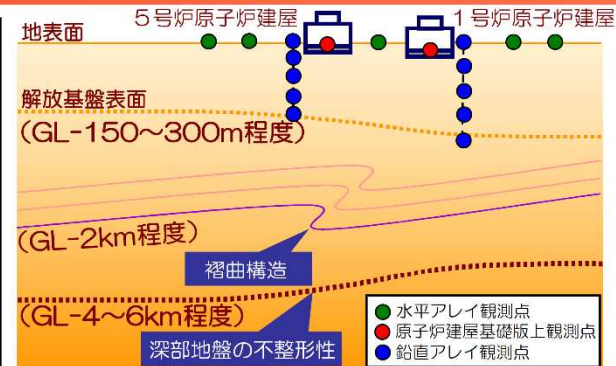 5号炉原子炉建屋
1号炉原子炉建屋
地表面
解放基盤表面
(GL-150〜300m程度)
(GL-2km程度)
褶曲構造
(GL-4〜6km程度)
深部地盤の不整形性
水平アレイ観測点
原子炉建屋基礎版上観測点
鉛直アレイ観測点